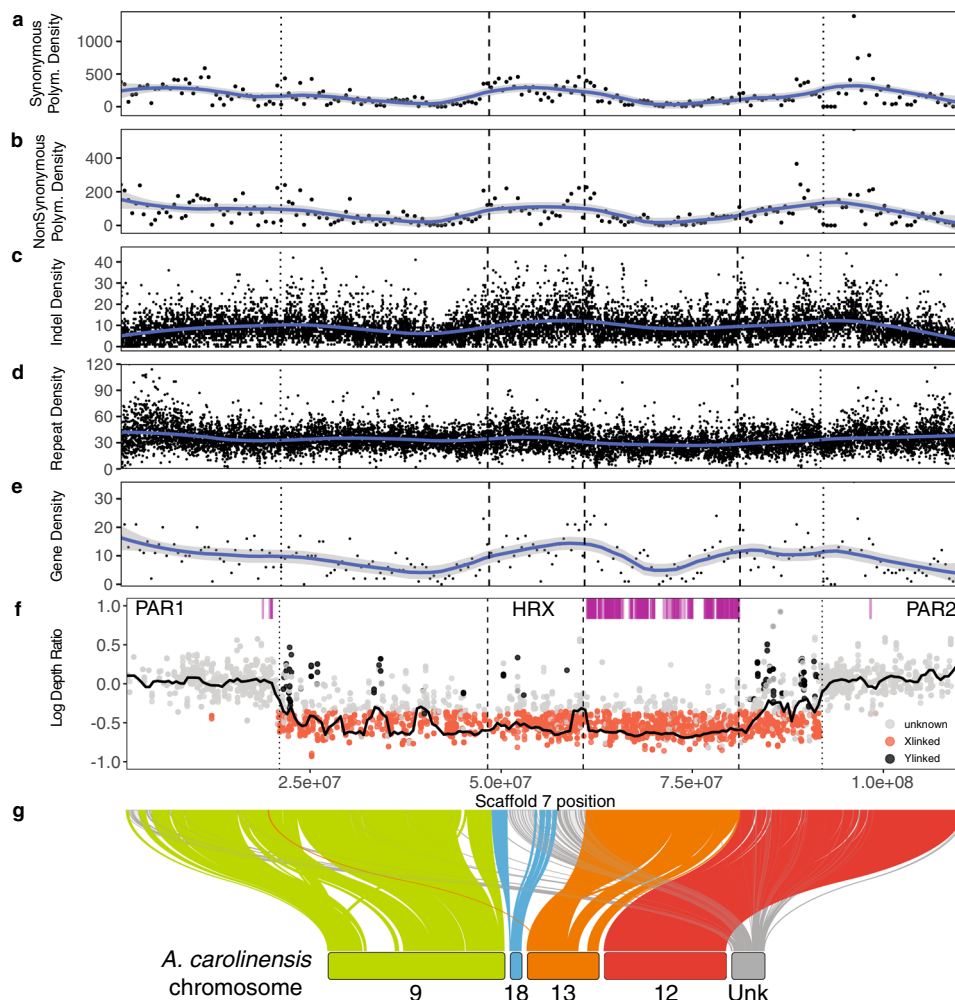 a
Synonymous
Polym. Density
1000
500
0
b
NonSynonymous
Polym. Density
400
200
0
c
Indel Density
40
30
20
10
0
d
Repeat Density
120
90
60
30
0
e
Gene Density
30
20
10
0
f
PAR1
HRX
PAR2
Log Depth Ratio
1.0
0.5
0.0
-0.5
-1.0
unknown
Xlinked
Ylinked
2.5e+07
5.0e+07
7.5e+07
1.0e+08
Scaffold 7 position
g
A. carolinensis
chromosome
9
18
13
12
Unk